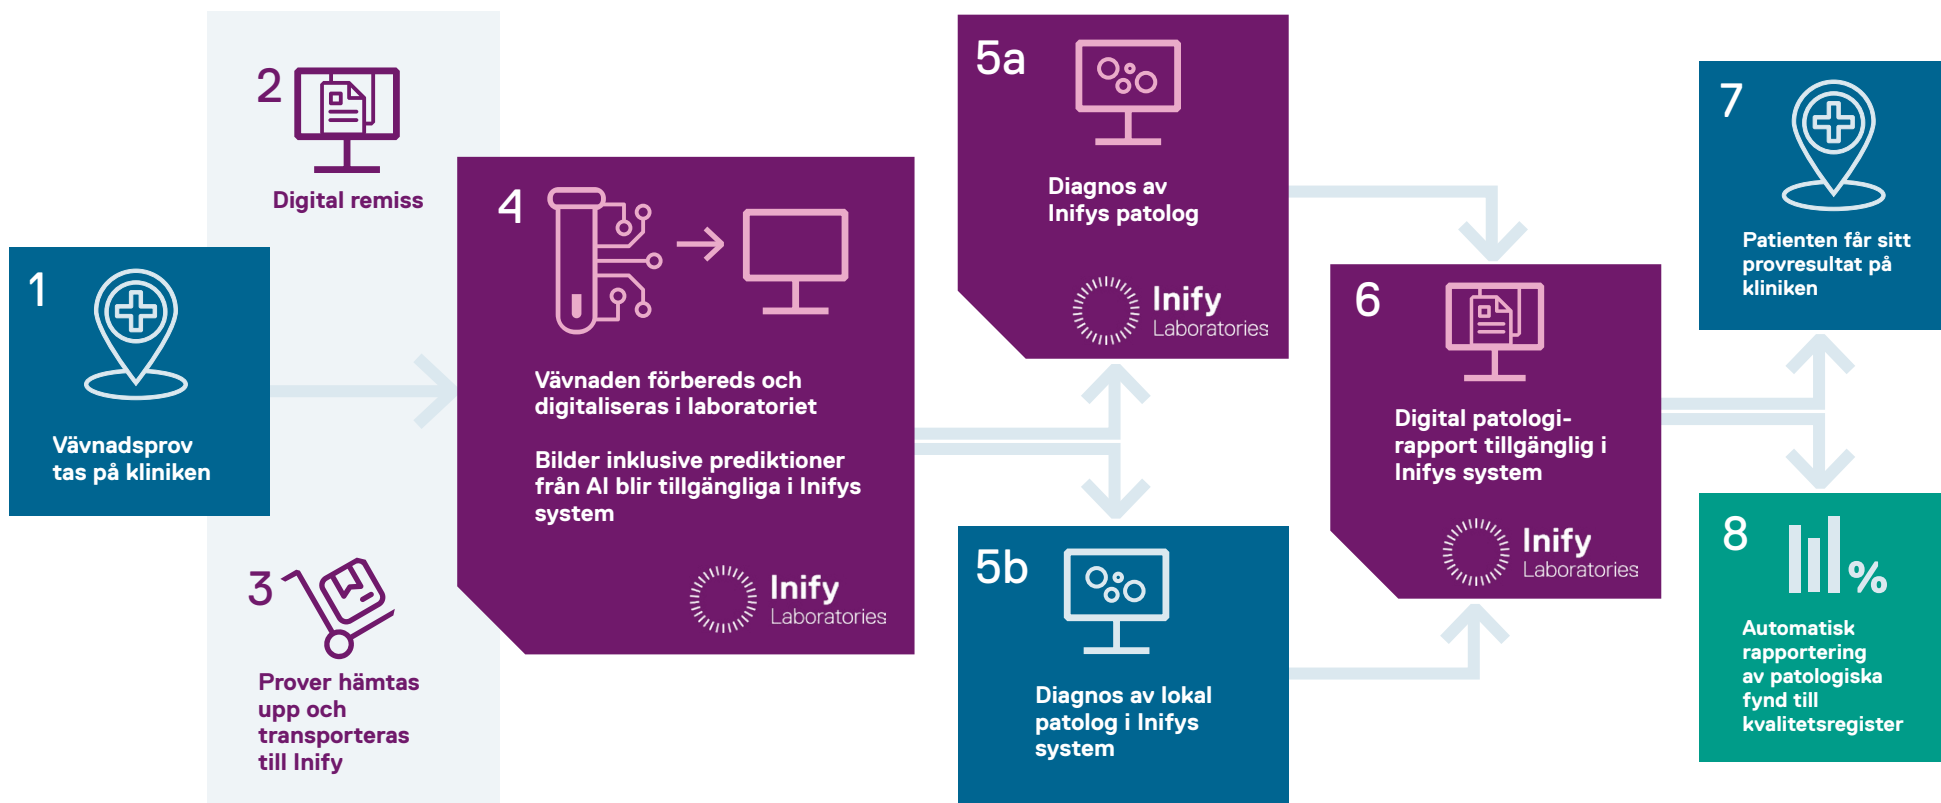 1
Vävnadsprov
tas på kliniken
2
Digital remiss
3
Prover hämtas
upp och
transporteras
till Inify
4
Vävnaden förbereds och
digitaliseras i laboratoriet
Bilder inklusive prediktioner
från AI blir tillgängliga i Inifys
system
Inify
Laboratories
5a
Diagnos av
Inifys patolog
Inify
Laboratories
5b
Diagnos av lokal
patolog i Inifys
system
6
Digital patologi-
rapport tillgänglig i
Inifys system
Inify
Laboratories
7
Patienten får sitt
provresultat på
kliniken
8
%
Automatisk
rapportering
av patologiska
fynd till
kvalitetsregister